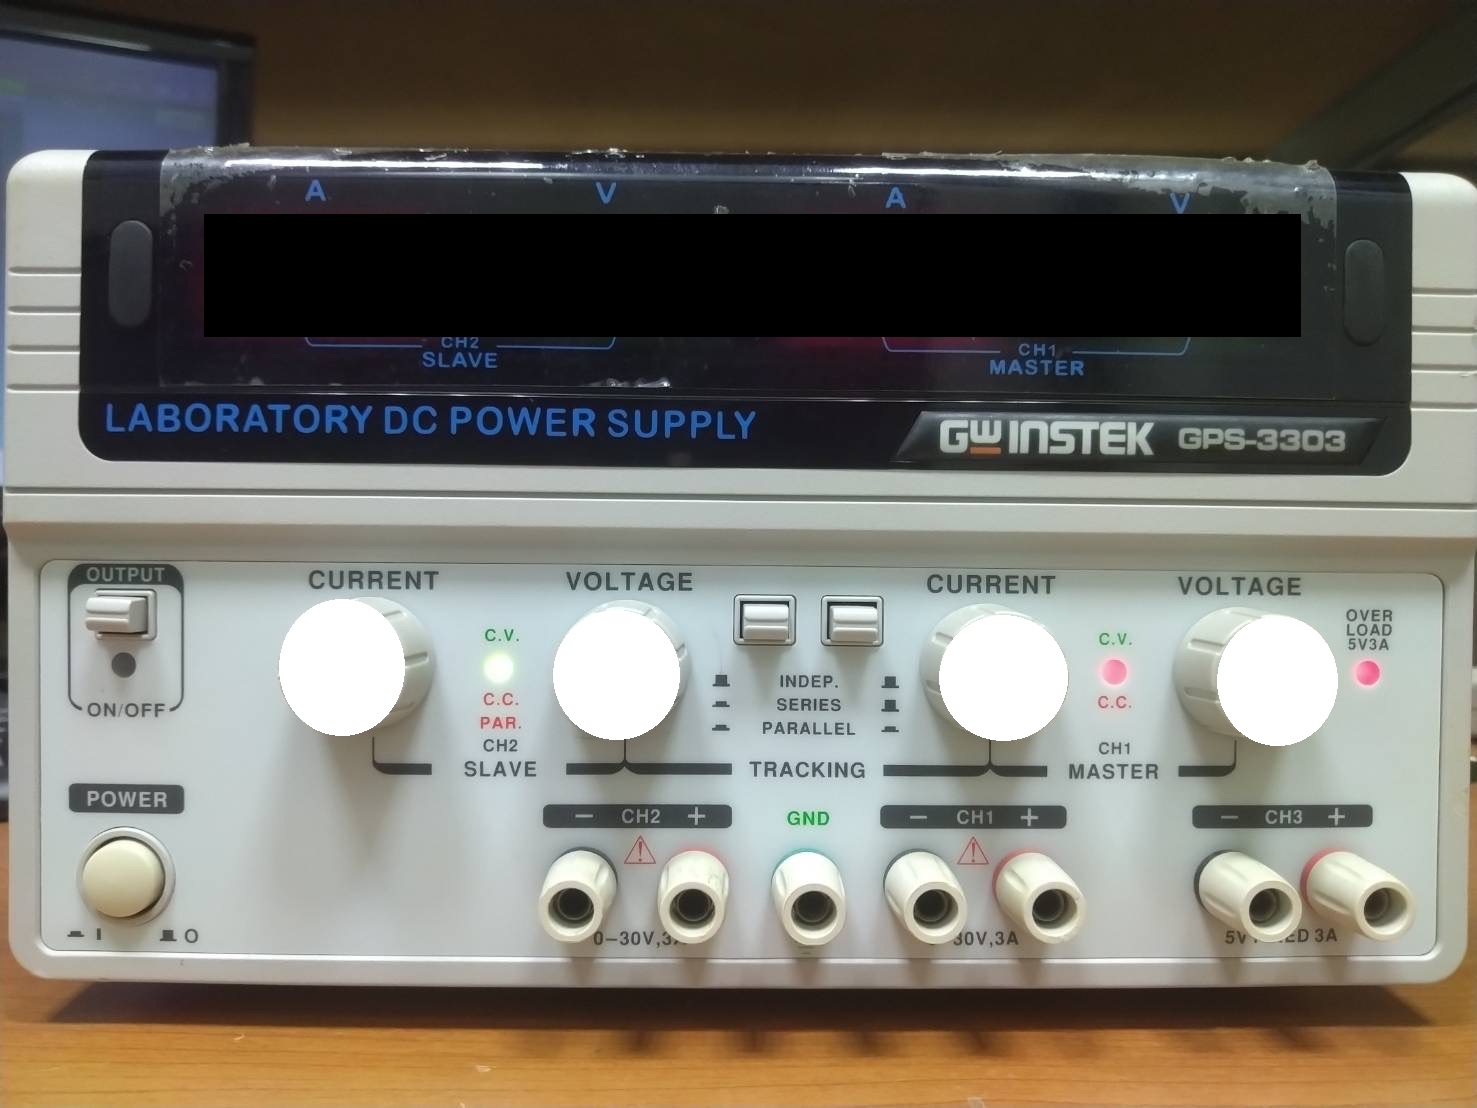 A V A V
CH2 CH1
SLAVE MASTER
LABORATORY DC POWER SUPPLY
GW INSTEK GPS-3303
OUTPUT
ON/OFF
CURRENT
VOLTAGE
CURRENT
VOLTAGE
C.V.
C.C.
PAR.
CH2
SLAVE
INDEP.
SERIES
PARALLEL
TRACKING
C.V.
C.C.
CH1
MASTER
OVER
LOAD
5V3A
POWER
I O
− CH2 +
GND
− CH1 +
− CH3 +
0–30V,3A
30V,3A
5V 3A